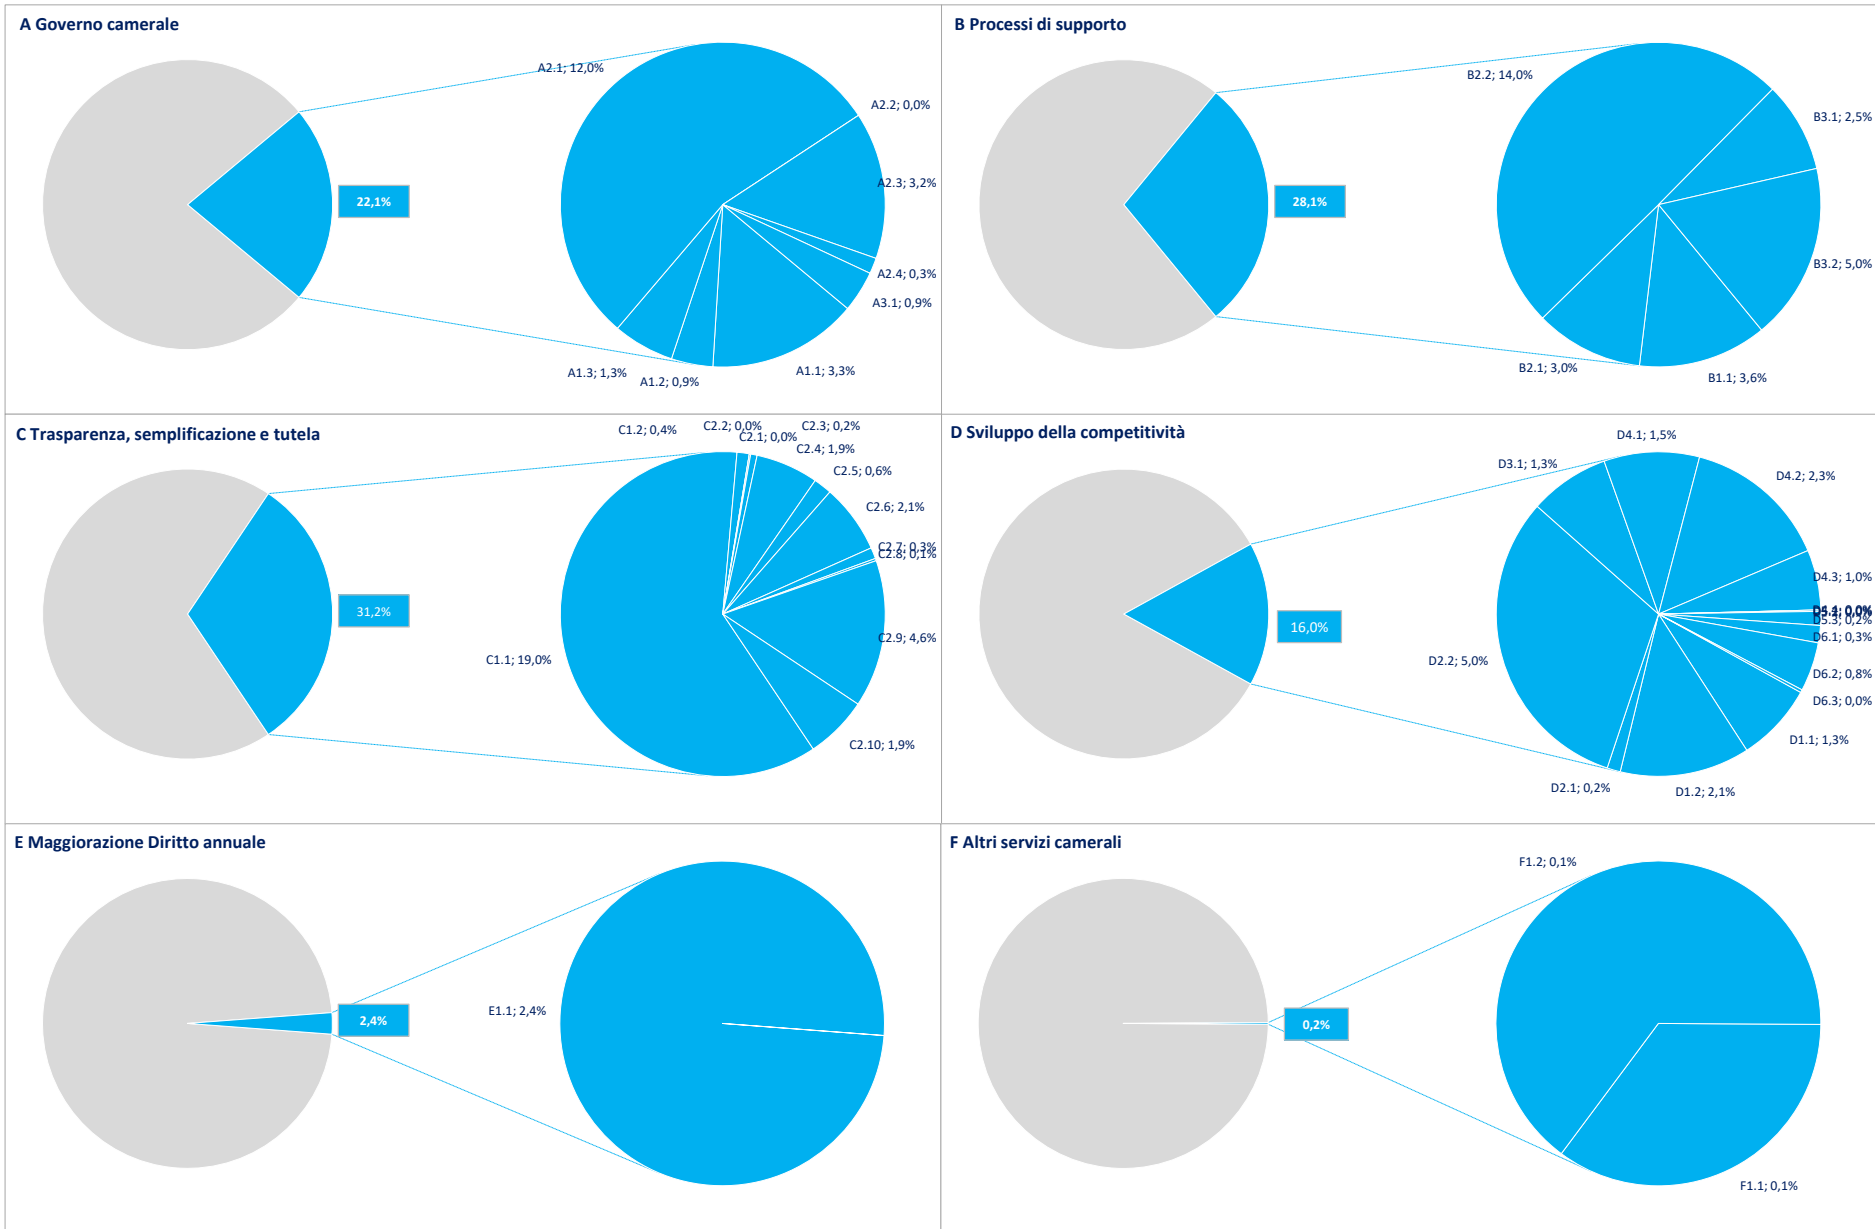 A Governo camerale
A2.1; 12,0%
A2.2; 0,0%
A2.3; 3,2%
22,1%
A2.4; 0,3%
A3.1; 0,9%
A1.1; 3,3%
A1.3; 1,3%
A1.2; 0,9%
B Processi di supporto
B2.2; 14,0%
B3.1; 2,5%
28,1%
B3.2; 5,0%
B2.1; 3,0%
B1.1; 3,6%
C Trasparenza, semplificazione e tutela
C1.2; 0,4%
C2.2; 0,0%
C2.1; 0,0%
C2.3; 0,2%
C2.4; 1,9%
C2.5; 0,6%
C2.6; 2,1%
C2.7; 0,3%
C2.8; 0,1%
31,2%
C2.9; 4,6%
C1.1; 19,0%
C2.10; 1,9%
D Sviluppo della competitività
D4.1; 1,5%
D3.1; 1,3%
D4.2; 2,3%
D4.3; 1,0%
D5.3; 0,2%
16,0%
D6.1; 0,3%
D2.2; 5,0%
D6.2; 0,8%
D6.3; 0,0%
D1.1; 1,3%
D2.1; 0,2%
D1.2; 2,1%
E Maggiorazione Diritto annuale
E1.1; 2,4%
2,4%
F Altri servizi camerali
F1.2; 0,1%
0,2%
F1.1; 0,1%